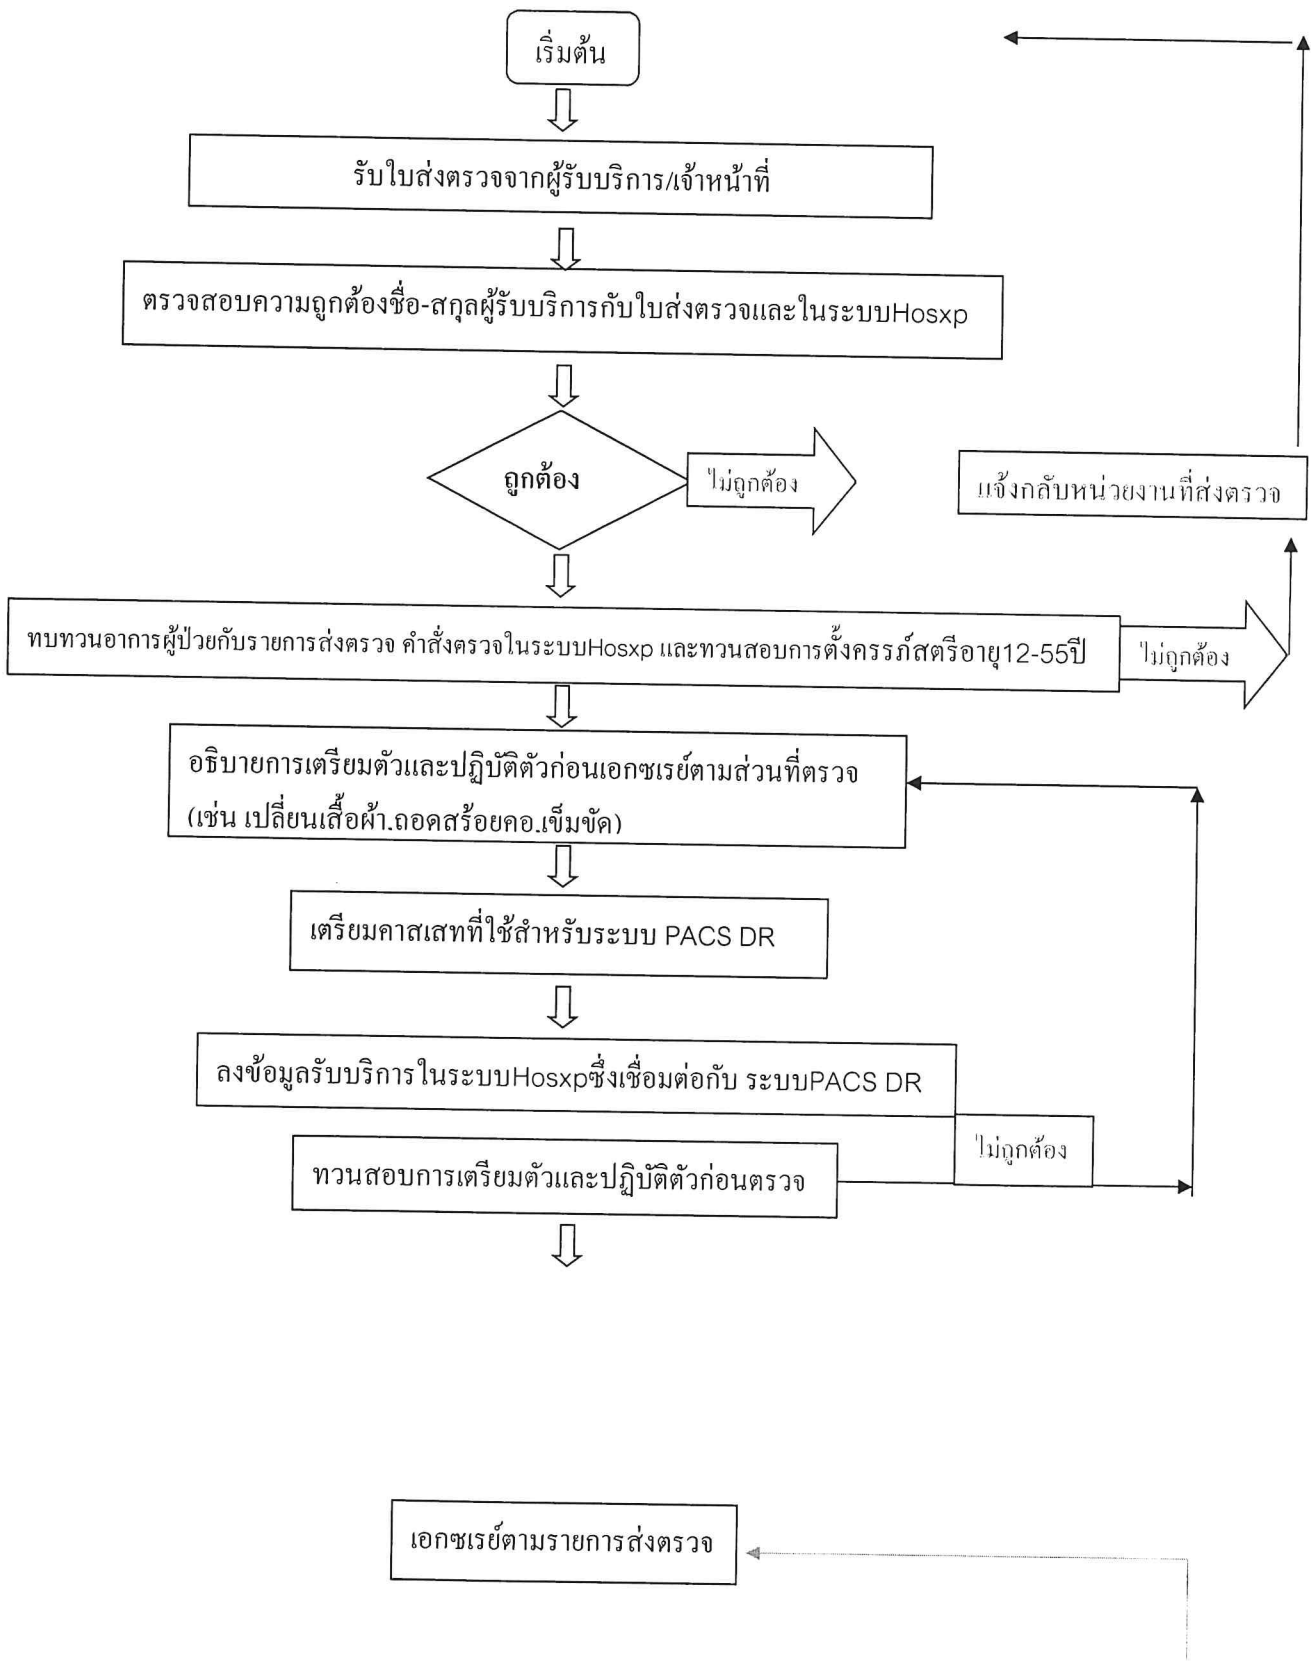 เริ่มต้น
รับใบส่งตรวจจากผู้รับบริการ/เจ้าหน้าที่
ตรวจสอบความถูกต้องชื่อ-สกุลผู้รับบริการกับใบส่งตรวจและในระบบHosxp
ถูกต้อง
ไม่ถูกต้อง
แจ้งกลับหน่วยงานที่ส่งตรวจ
ทบทวนอาการผู้ป่วยกับรายการส่งตรวจ คำสั่งตรวจในระบบHosxp และทวนสอบการตั้งครรภ์สตรีอายุ12-55ปี
ไม่ถูกต้อง
อธิบายการเตรียมตัวและปฏิบัติตัวก่อนเอกซเรย์ตามส่วนที่ตรวจ
(เช่น เปลี่ยนเสื้อผ้า.ถอดสร้อยคอ.เข็มขัด)
เตรียมคาสเสทที่ใช้สำหรับระบบ PACS DR
ลงข้อมูลรับบริการในระบบHosxpซึ่งเชื่อมต่อกับ ระบบPACS DR
ไม่ถูกต้อง
ทวนสอบการเตรียมตัวและปฏิบัติตัวก่อนตรวจ
เอกซเรย์ตามรายการส่งตรวจ